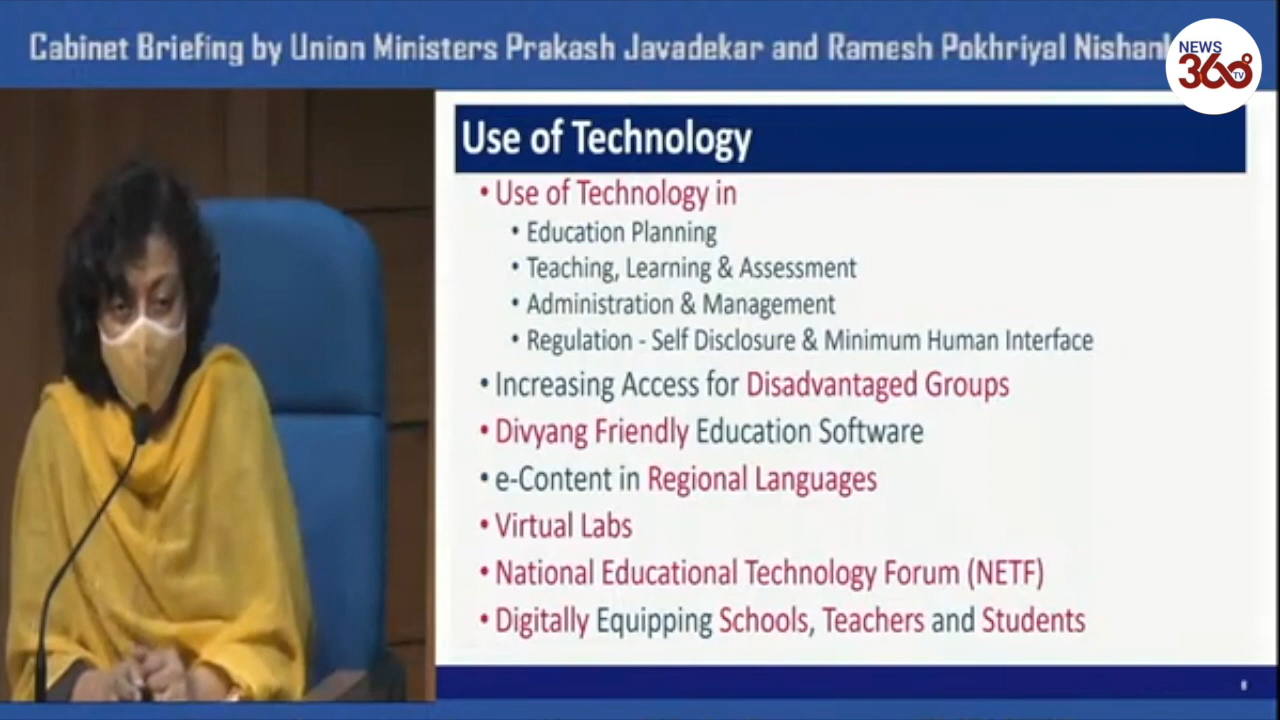 Cabinet Briefing by Union Ministers Prakash Javadekar and Ramesh Pokhriyal Nishank
NEWS
360°
TV
Use of Technology
• Use of Technology in
• Education Planning
• Teaching, Learning & Assessment
• Administration & Management
• Regulation - Self Disclosure & Minimum Human Interface
• Increasing Access for Disadvantaged Groups
• Divyang Friendly Education Software
• e-Content in Regional Languages
• Virtual Labs
• National Educational Technology Forum (NETF)
• Digitally Equipping Schools, Teachers and Students